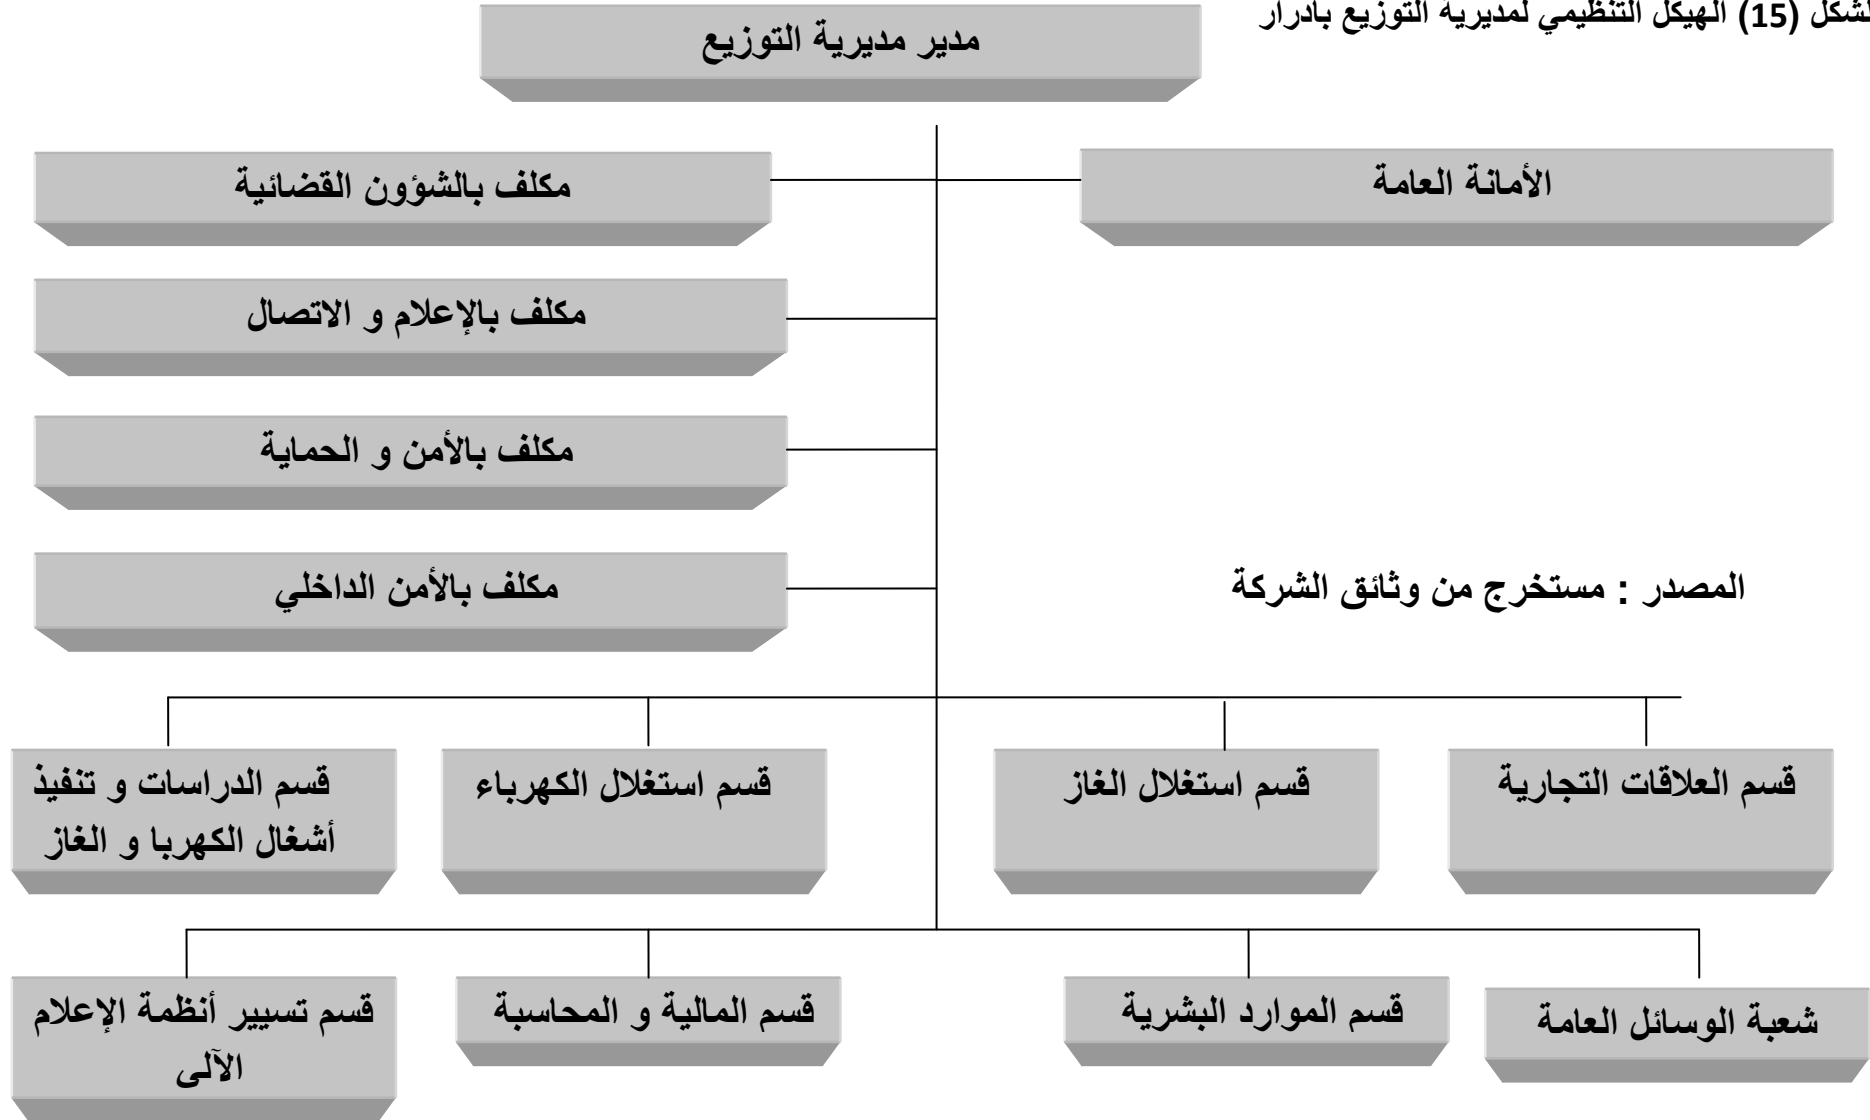 لشكل (15) الهيكل التنظيمي لمديرية التوزيع بأدرار
مدير مديرية التوزيع
الأمانة العامة
مكلف بالشؤون القضائية
مكلف بالإعلام و الاتصال
مكلف بالأمن و الحماية
مكلف بالأمن الداخلي
المصدر : مستخرج من وثائق الشركة
قسم العلاقات التجارية
قسم استغلال الغاز
قسم استغلال الكهرباء
قسم الدراسات و تنفيذ
أشغال الكهربا و الغاز
شعبة الوسائل العامة
قسم الموارد البشرية
قسم المالية و المحاسبة
قسم تسيير أنظمة الإعلام
الآلى